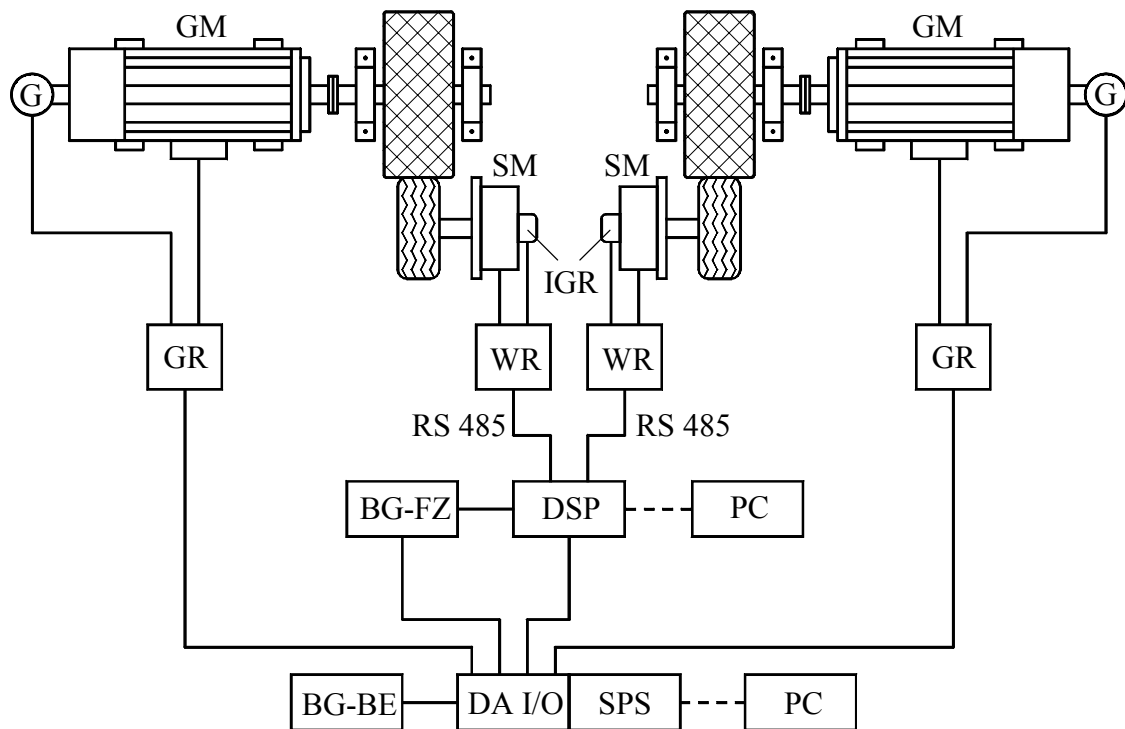 GM
GM
G
G
SM
SM
IGR
GR
WR
WR
GR
RS 485
RS 485
BG-FZ
DSP
PC
BG-BE
DA I/O
SPS
PC